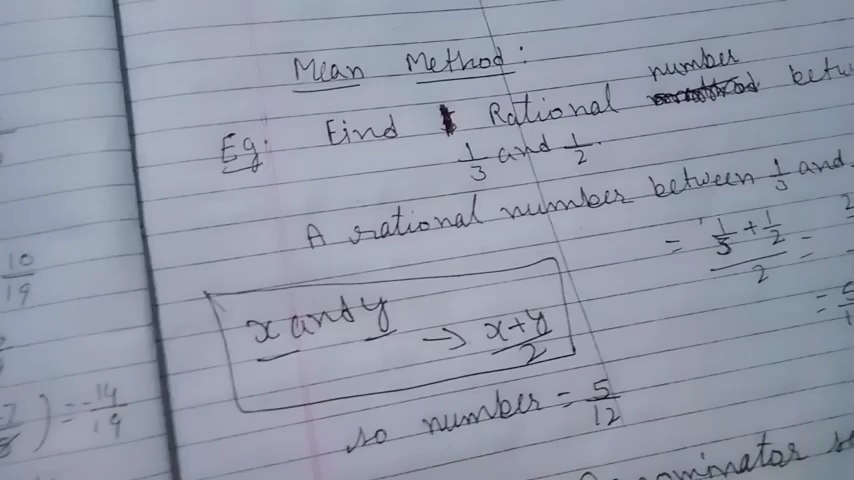 Mean Method:
Eg: Find Rational number
1/3 and 1/2.
A rational number between 1/3 and
= (1/3 + 1/2)/2 =
x and y → (x+y)/2
so number = 5/12
10/19
) = -14/19